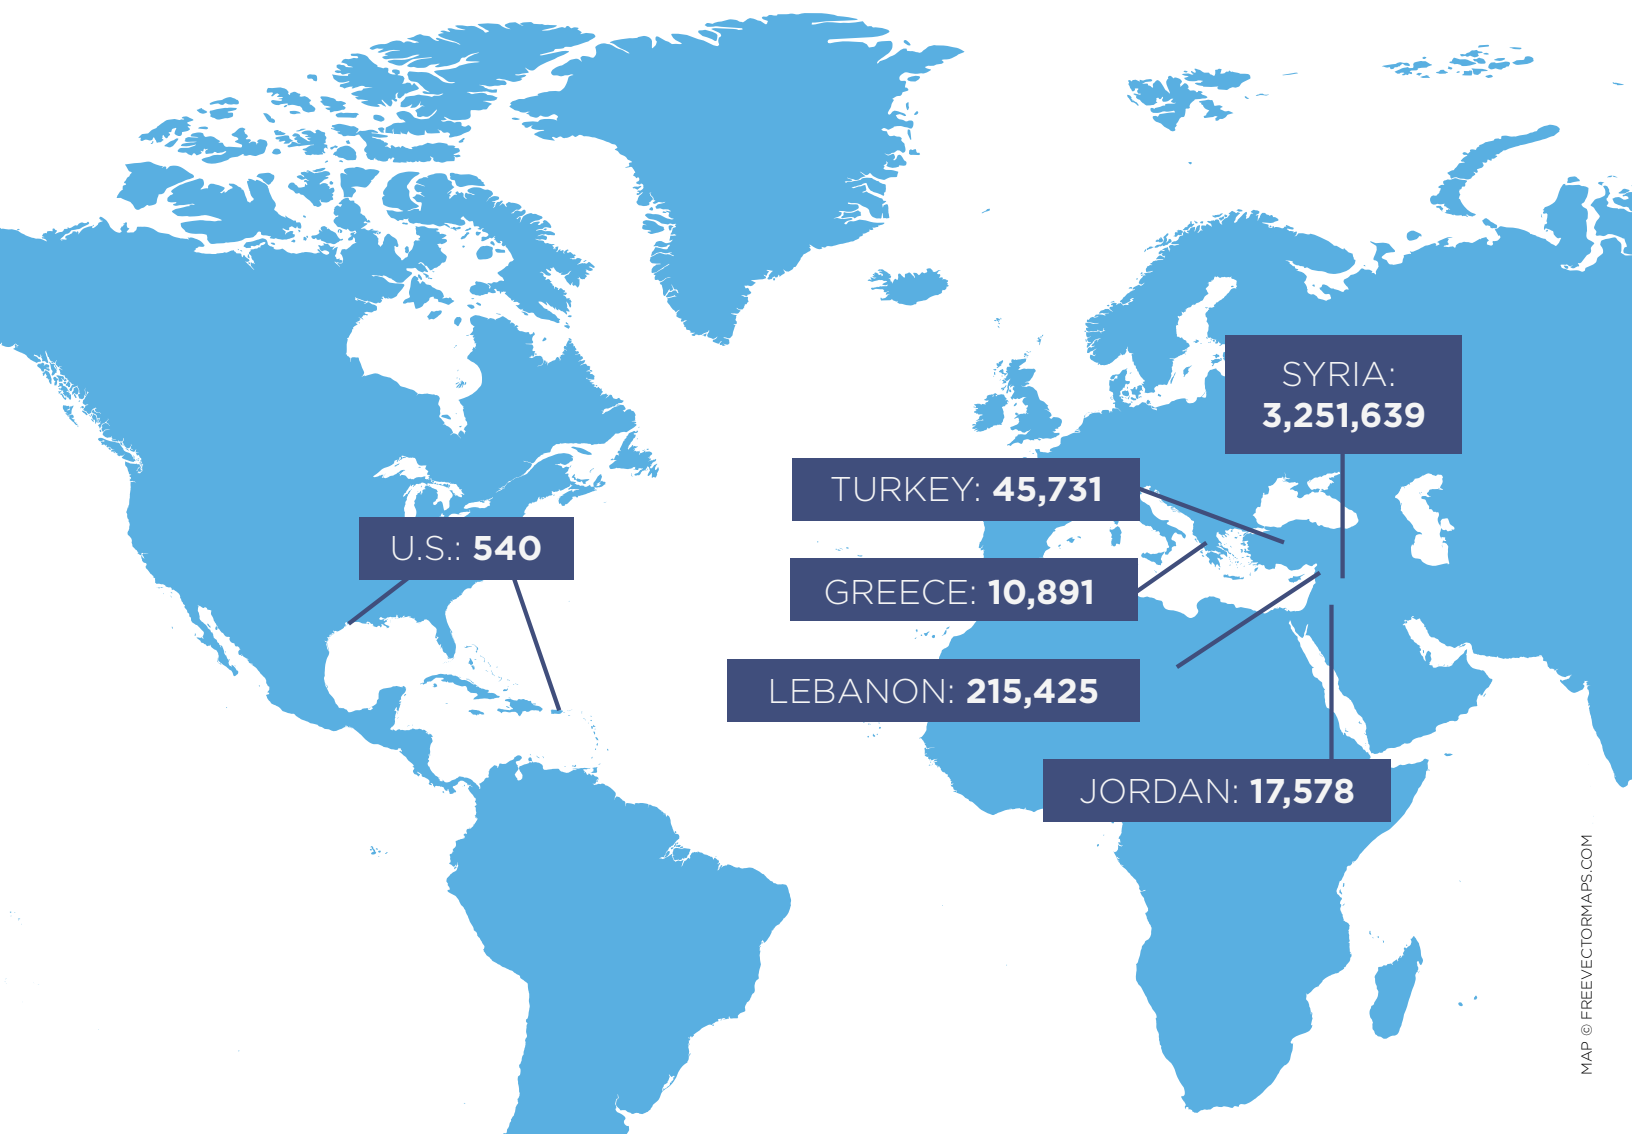 SYRIA:
3,251,639
TURKEY: 45,731
U.S.: 540
GREECE: 10,891
LEBANON: 215,425
JORDAN: 17,578
MAP © FREEVECTORMAPS.COM